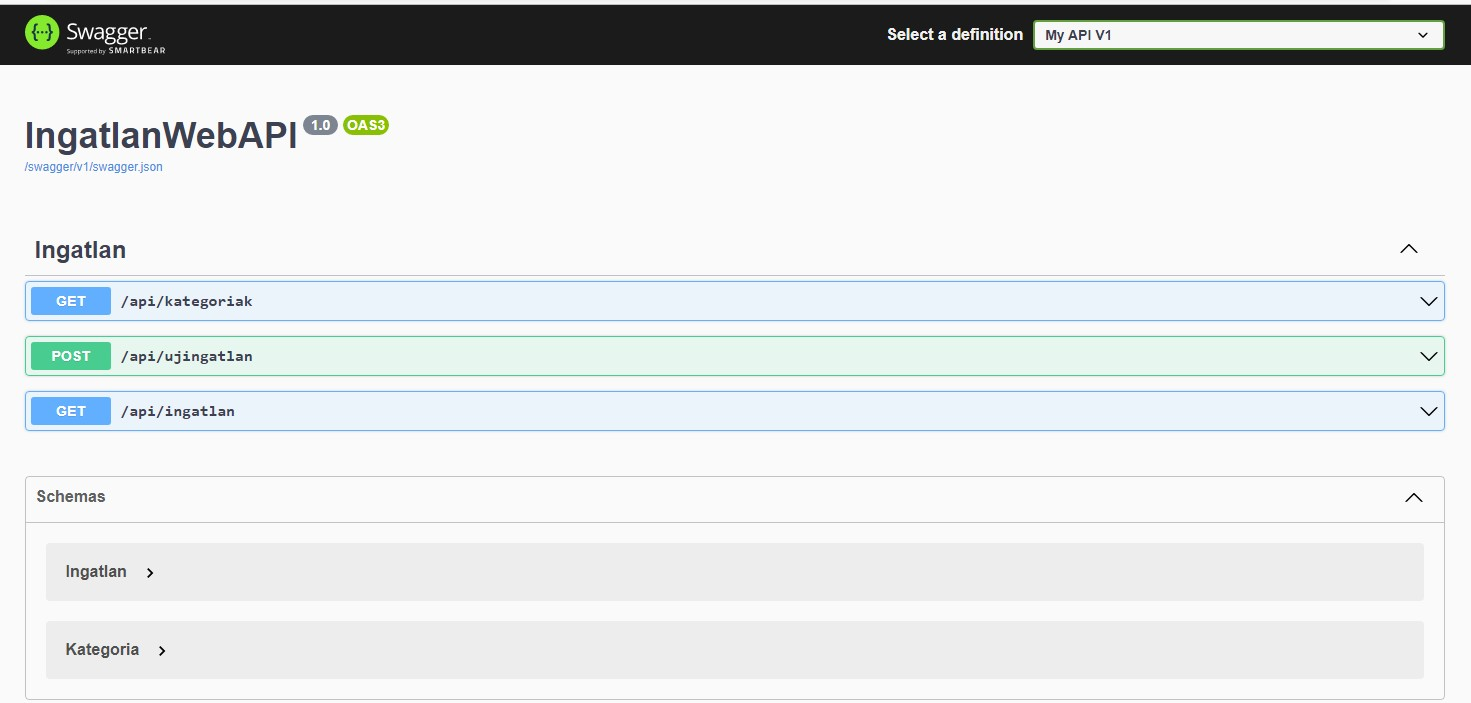 Swagger
Supported by SMARTBEAR
Select a definition
My API V1
IngatlanWebAPI 1.0 OAS3
/swagger/v1/swagger.json
Ingatlan
GET /api/kategoriak
POST /api/ujingatlan
GET /api/ingatlan
Schemas
Ingatlan
Kategoria